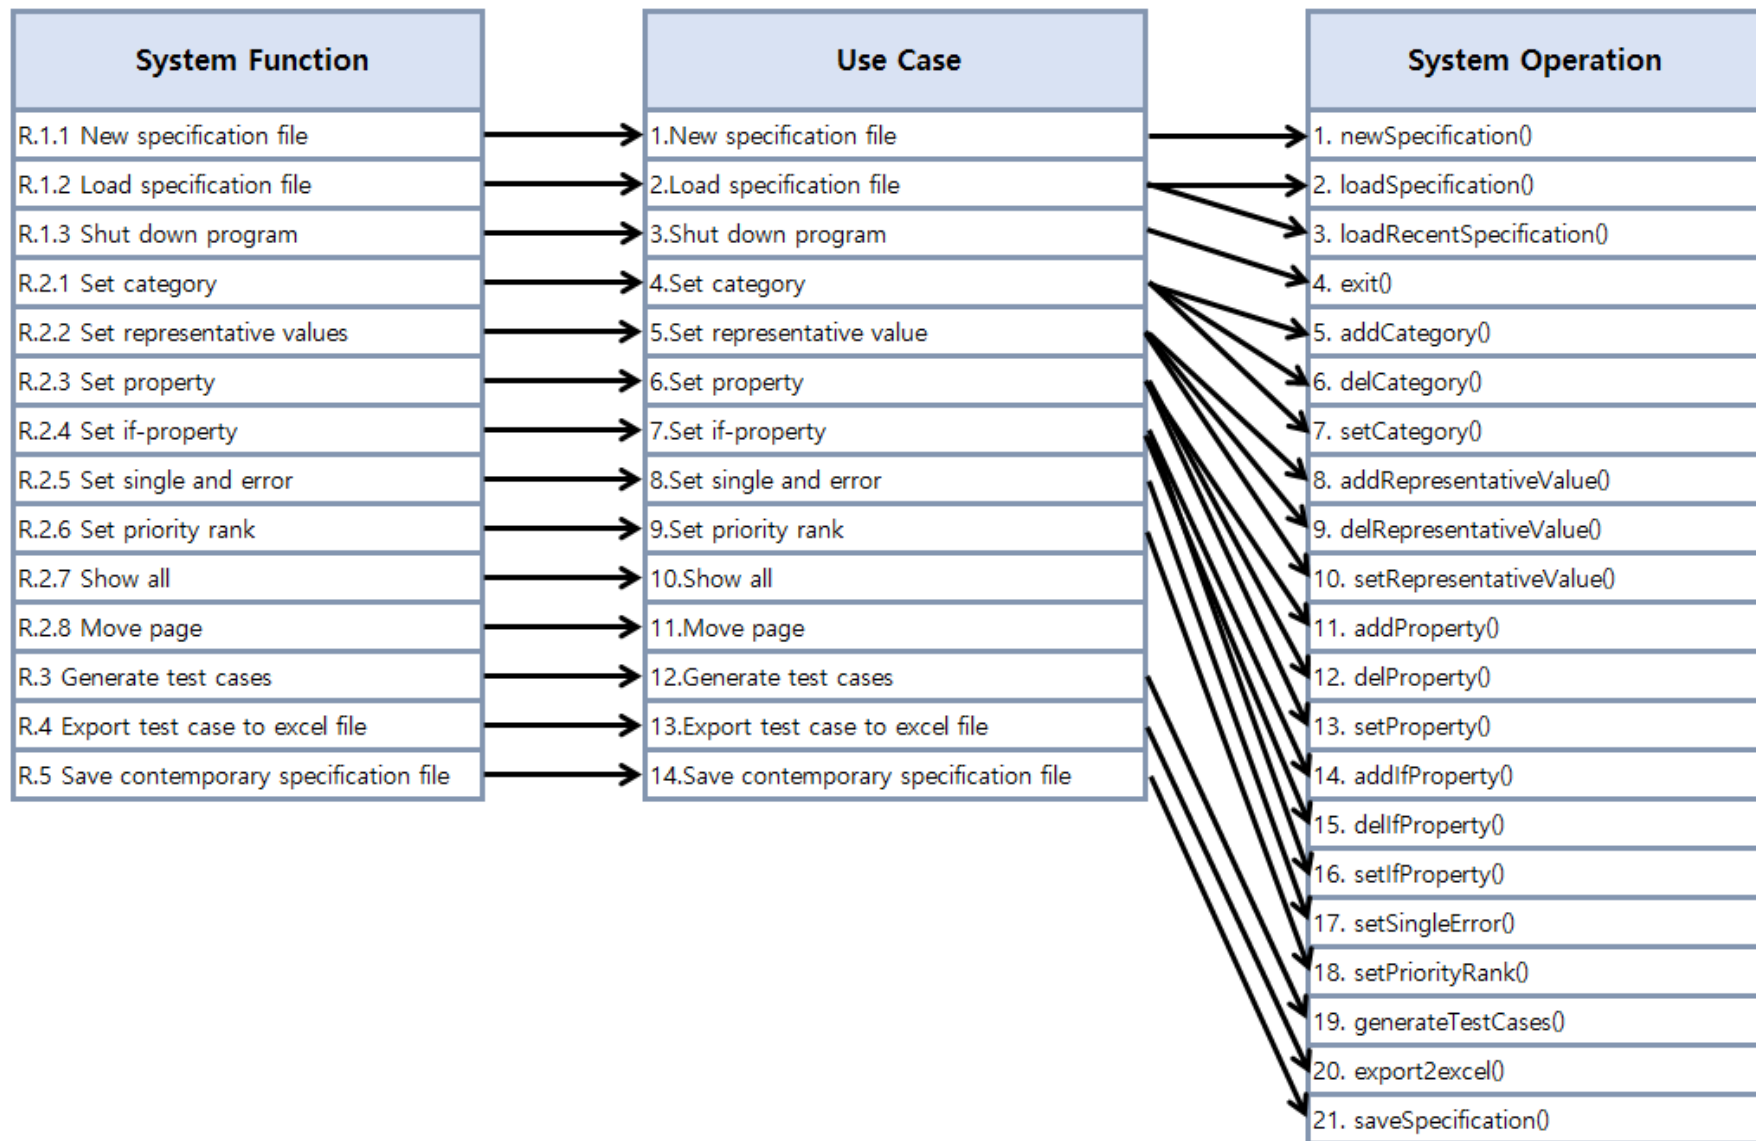 System Function
R.1.1 New specification file
R.1.2 Load specification file
R.1.3 Shut down program
R.2.1 Set category
R.2.2 Set representative values
R.2.3 Set property
R.2.4 Set if-property
R.2.5 Set single and error
R.2.6 Set priority rank
R.2.7 Show all
R.2.8 Move page
R.3 Generate test cases
R.4 Export test case to excel file
R.5 Save contemporary specification file
Use Case
1.New specification file
2.Load specification file
3.Shut down program
4.Set category
5.Set representative value
6.Set property
7.Set if-property
8.Set single and error
9.Set priority rank
10.Show all
11.Move page
12.Generate test cases
13.Export test case to excel file
14.Save contemporary specification file
System Operation
1. newSpecification()
2. loadSpecification()
3. loadRecentSpecification()
4. exit()
5. addCategory()
6. delCategory()
7. setCategory()
8. addRepresentativeValue()
9. delRepresentativeValue()
10. setRepresentativeValue()
11. addProperty()
12. delProperty()
13. setProperty()
14. addIfProperty()
15. delIfProperty()
16. setIfProperty()
17. setSingleError()
18. setPriorityRank()
19. generateTestCases()
20. export2excel()
21. saveSpecification()